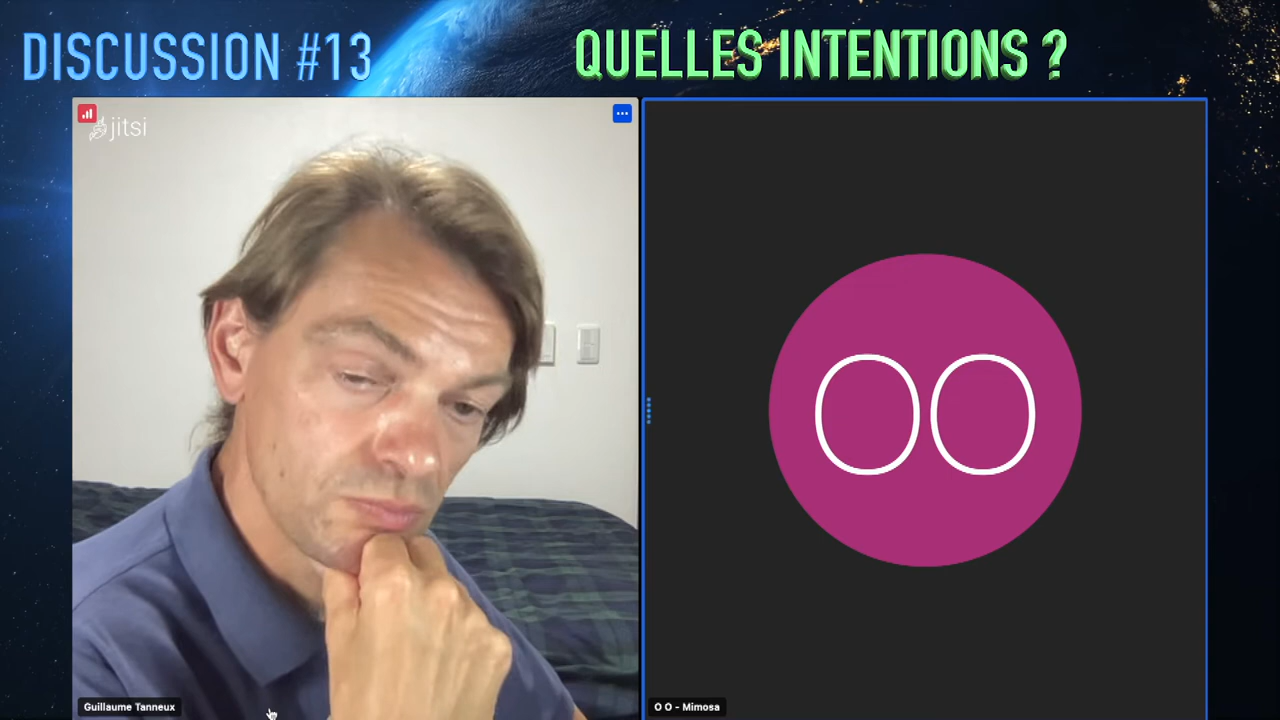 DISCUSSION #13
QUELLES INTENTIONS ?
jitsi
OO
Guillaume Tanneux
O O - Mimosa